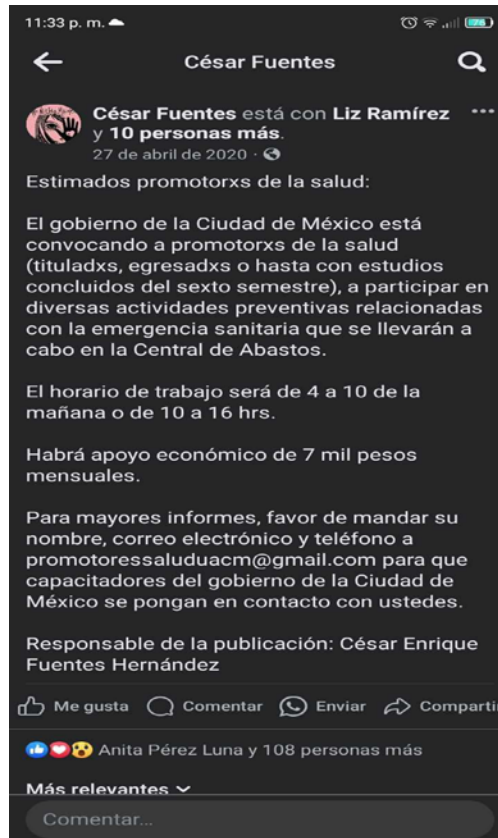 11:33 p. m.
76
César Fuentes
César Fuentes está con Liz Ramírez
y 10 personas más.
27 de abril de 2020 ·
Estimados promotorxs de la salud:
El gobierno de la Ciudad de México está
convocando a promotorxs de la salud
(tituladxs, egresadxs o hasta con estudios
concluidos del sexto semestre), a participar en
diversas actividades preventivas relacionadas
con la emergencia sanitaria que se llevarán a
cabo en la Central de Abastos.
El horario de trabajo será de 4 a 10 de la
mañana o de 10 a 16 hrs.
Habrá apoyo económico de 7 mil pesos
mensuales.
Para mayores informes, favor de mandar su
nombre, correo electrónico y teléfono a
promotoressaluduacm@gmail.com para que
capacitadores del gobierno de la Ciudad de
México se pongan en contacto con ustedes.
Responsable de la publicación: César Enrique
Fuentes Hernández
Me gusta Comentar Enviar Comparti
Anita Pérez Luna y 108 personas más
Más relevantes
Comentar...